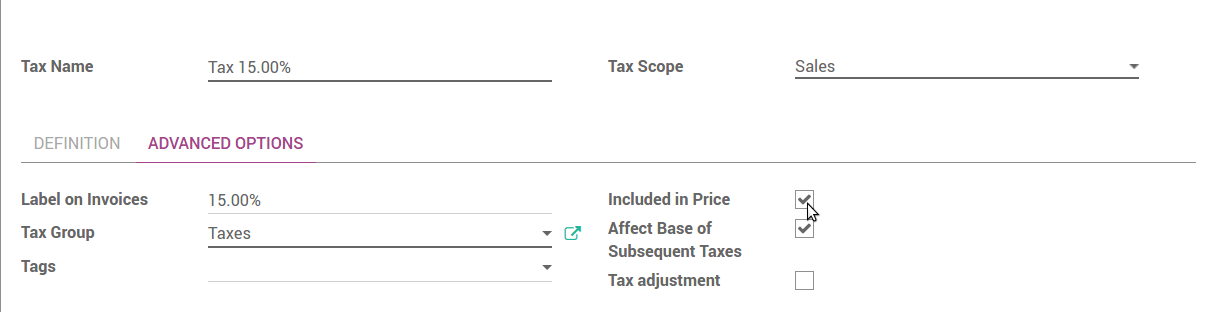 Tax Name Tax 15.00% Tax Scope Sales
DEFINITION ADVANCED OPTIONS
Label on Invoices 15.00% Included in Price
Tax Group Taxes Affect Base of
Subsequent Taxes
Tags Tax adjustment